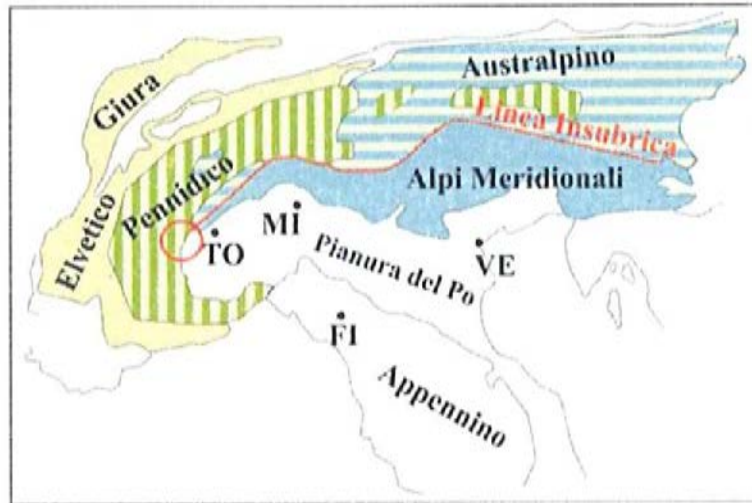 Giura
Australpino
Linea Insubrica
Pennidico
Alpi Meridionali
Elvetico
MI
TO
VE
Pianura del Po
FI
Appennino